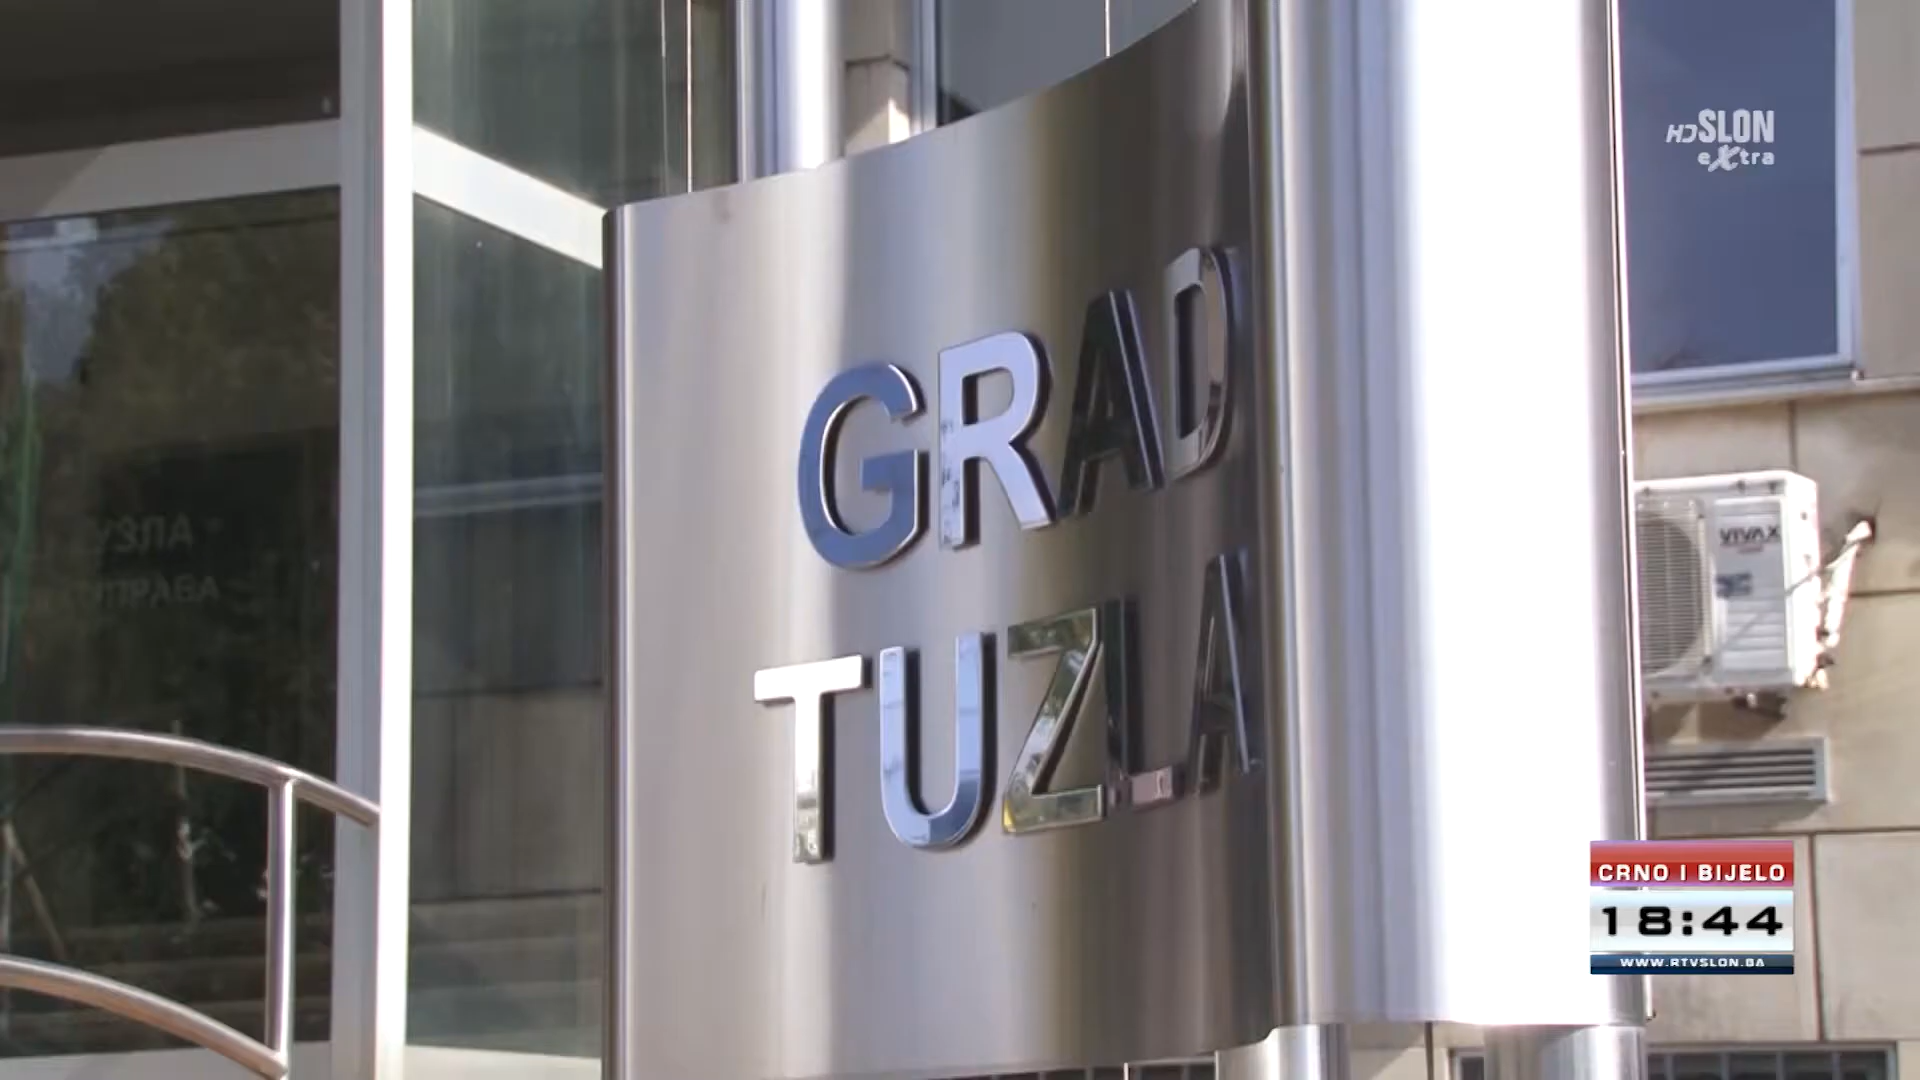 HD SLON
eXtra
GRAD
TUZLA
VIVAX
CRNO I BIJELO
18:44
WWW.RTVSLON.BA